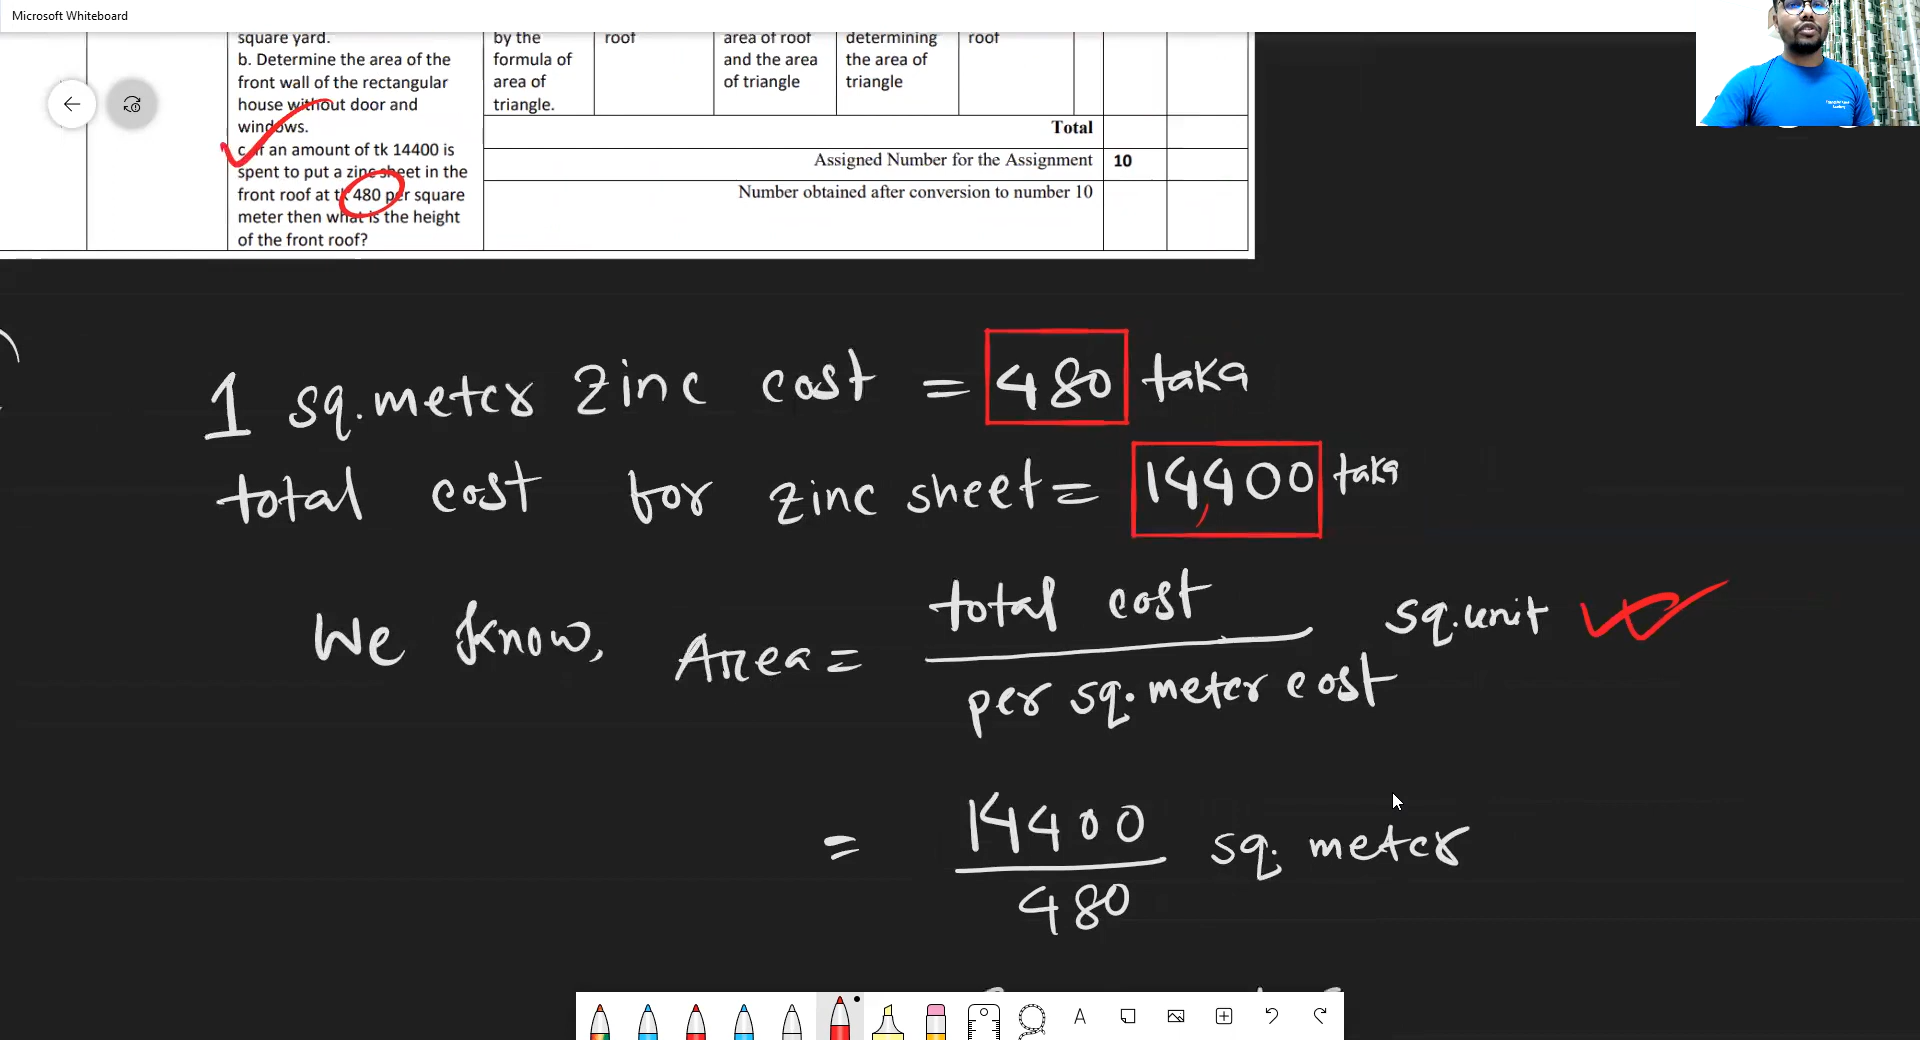 Microsoft Whiteboard
square yard.
b. Determine the area of the
front wall of the rectangular
house without door and
windows.
c. If an amount of tk 14400 is
spent to put a zinc sheet in the
front roof at tk 480 per square
meter then what is the height
of the front roof?
by the
formula of
area of
triangle.
roof
area of roof
and the area
of triangle
determining
the area of
triangle
roof
Total
Assigned Number for the Assignment 10
Number obtained after conversion to number 10
1 sq.meter zinc cost = 480 taka
total cost for zinc sheet = 14,400 taka
We know, Area = total cost / per sq.meter cost sq.unit
= 14400 / 480 sq. meter